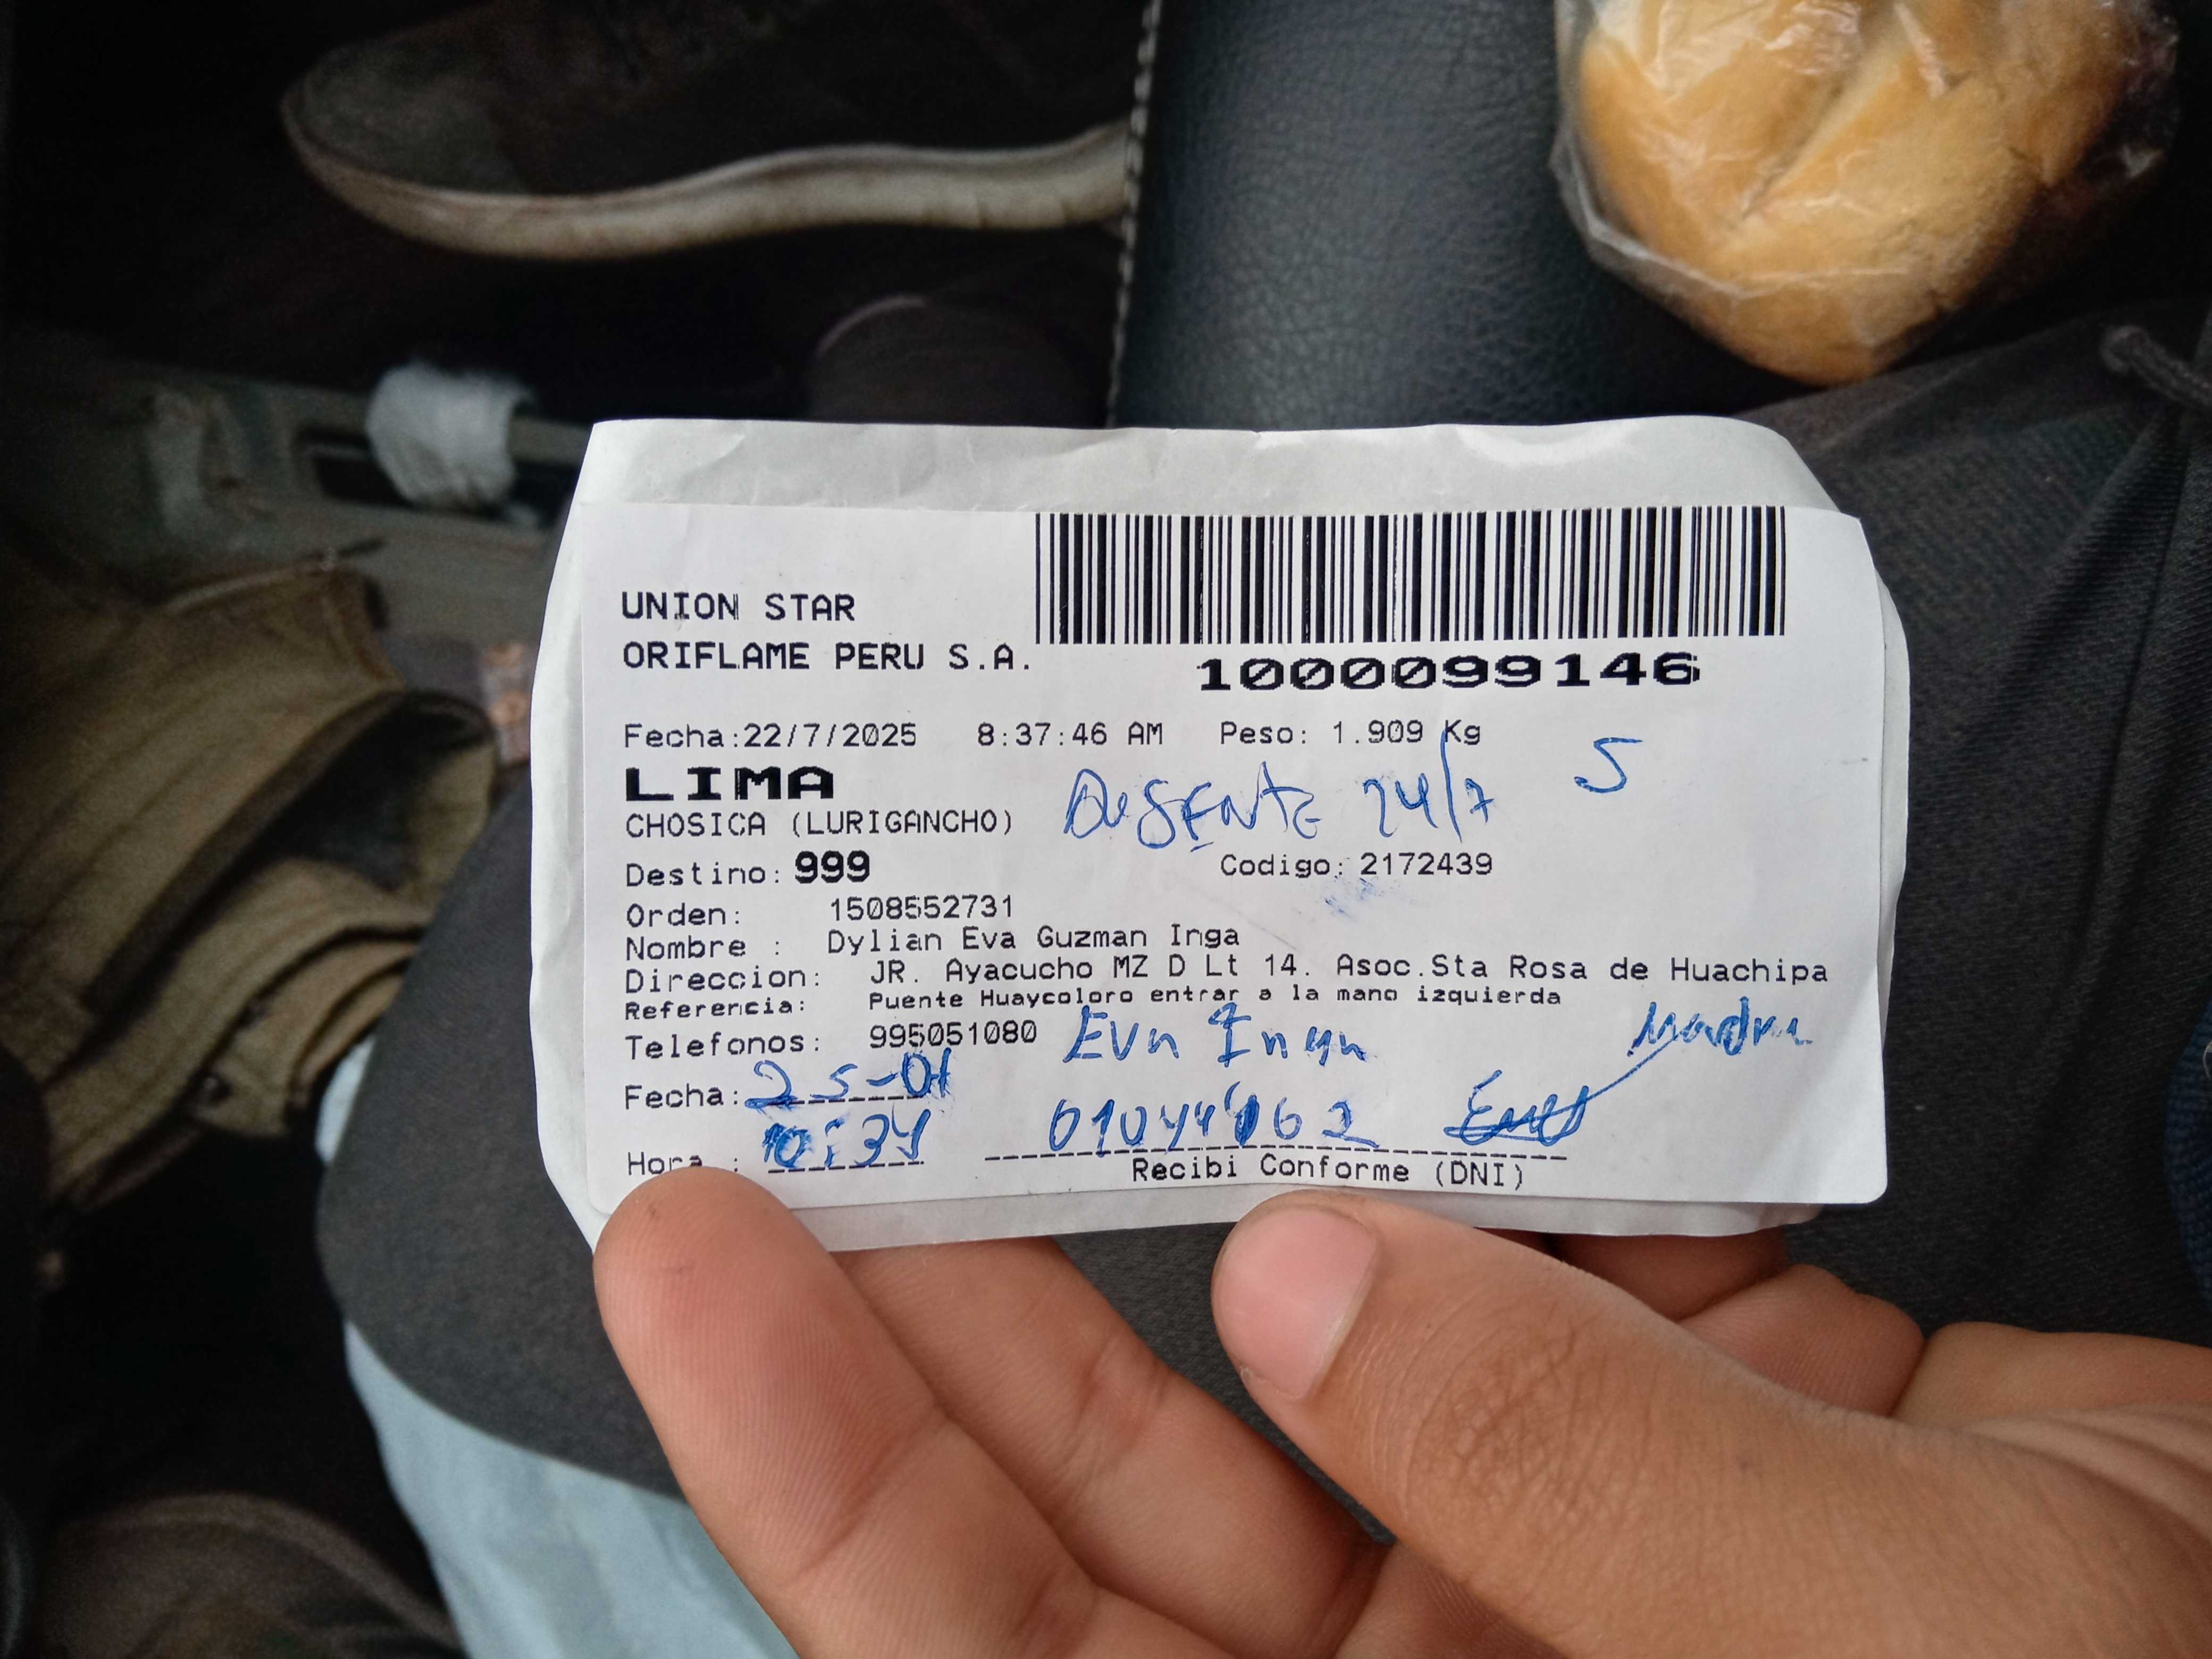 UNION STAR
ORIFLAME PERU S.A.
1000099146
Fecha:22/7/2025 8:37:46 AM Peso: 1.909 Kg
LIMA
5
CHOSICA (LURIGANCHO)
24/7
Destino: 999 Codigo: 2172439
Orden: 1508552731
Nombre : Dylian Eva Guzman Inga
Direccion: JR. Ayacucho MZ D Lt 14. Asoc.Sta Rosa de Huachipa
Referencia: Puente Huaycoloro entrar a la mano izquierda
Telefonos: 995051080 Eva Inga Madre
Fecha: 25-
Hora : 10:34
Recibi Conforme (DNI)